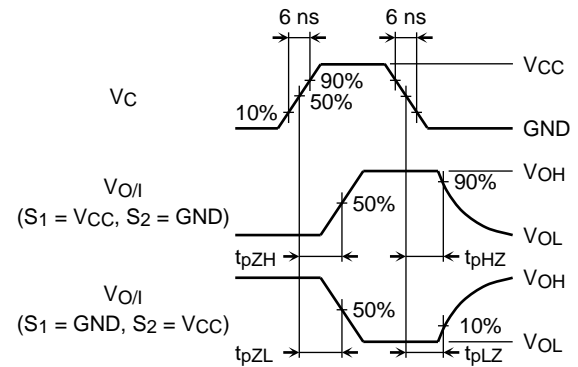 6 ns 6 ns
VC
10%
90%
50%
VCC
GND
VO/I
(S1 = VCC, S2 = GND)
50%
90%
VOH
VOL
tpZH
tpHZ
VO/I
(S1 = GND, S2 = VCC)
50%
10%
VOH
VOL
tpZL
tpLZ